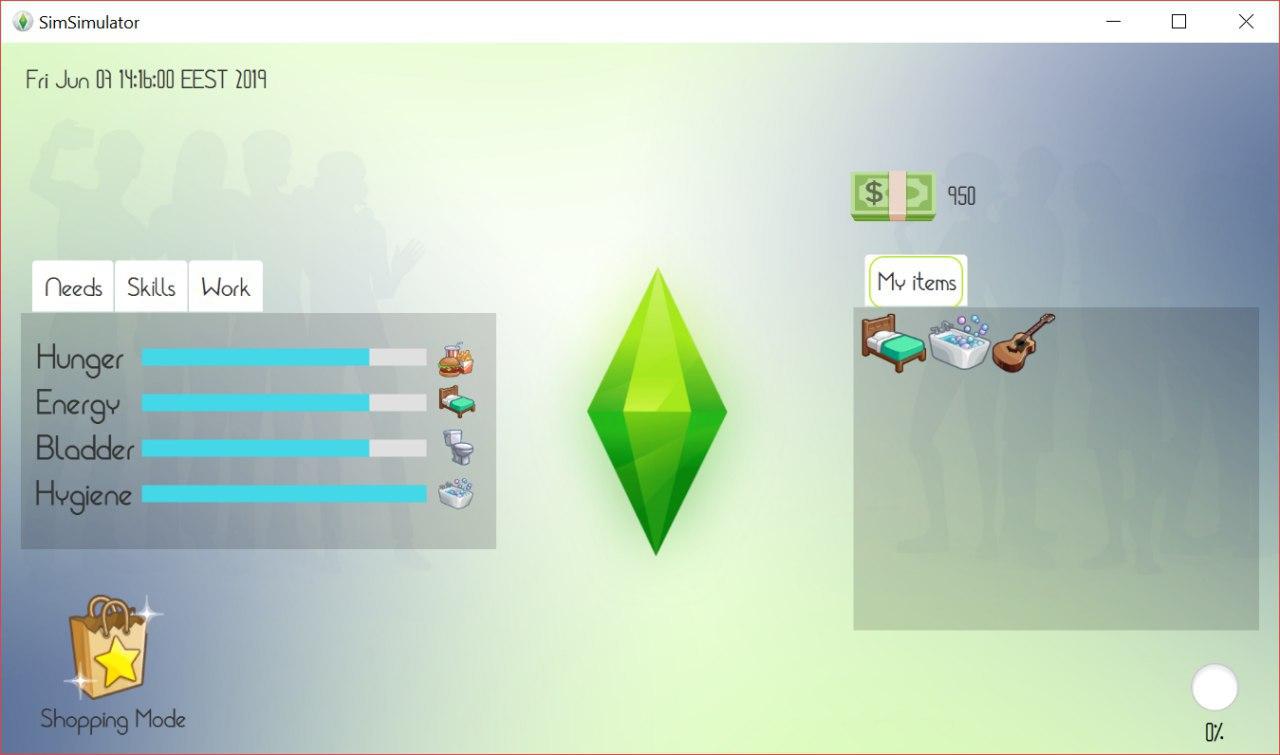 SimSimulator
Fri Jun 07 14:16:00 EEST 2019
$ 950
Needs Skills Work
My items
Hunger
Energy
Bladder
Hygiene
Shopping Mode
0%